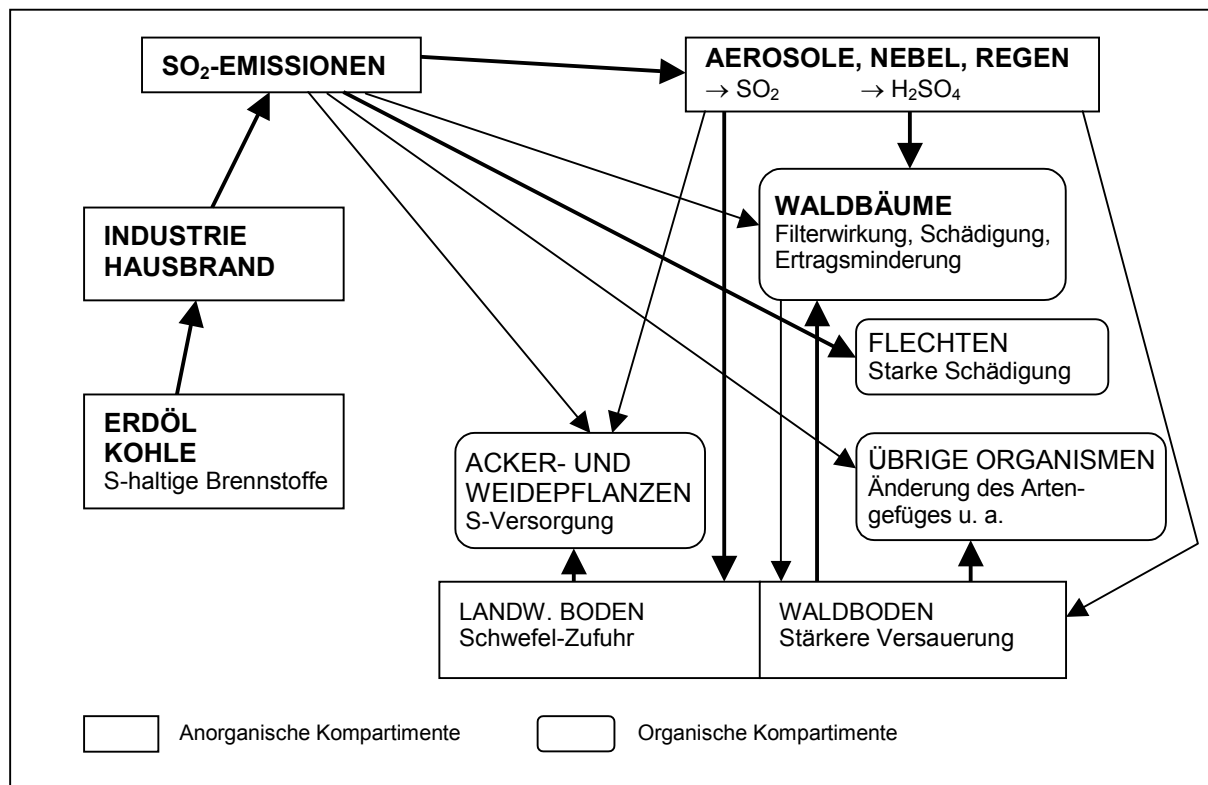 SO₂-EMISSIONEN
AEROSOLE, NEBEL, REGEN
→ SO₂ → H₂SO₄
WALDBÄUME
Filterwirkung, Schädigung,
Ertragsminderung
INDUSTRIE
HAUSBRAND
FLECHTEN
Starke Schädigung
ERDÖL
KOHLE
S-haltige Brennstoffe
ACKER- UND
WEIDEPFLANZEN
S-Versorgung
ÜBRIGE ORGANISMEN
Änderung des Arten-
gefüges u. a.
LANDW. BODEN
Schwefel-Zufuhr
WALDBODEN
Stärkere Versauerung
Anorganische Kompartimente
Organische Kompartimente